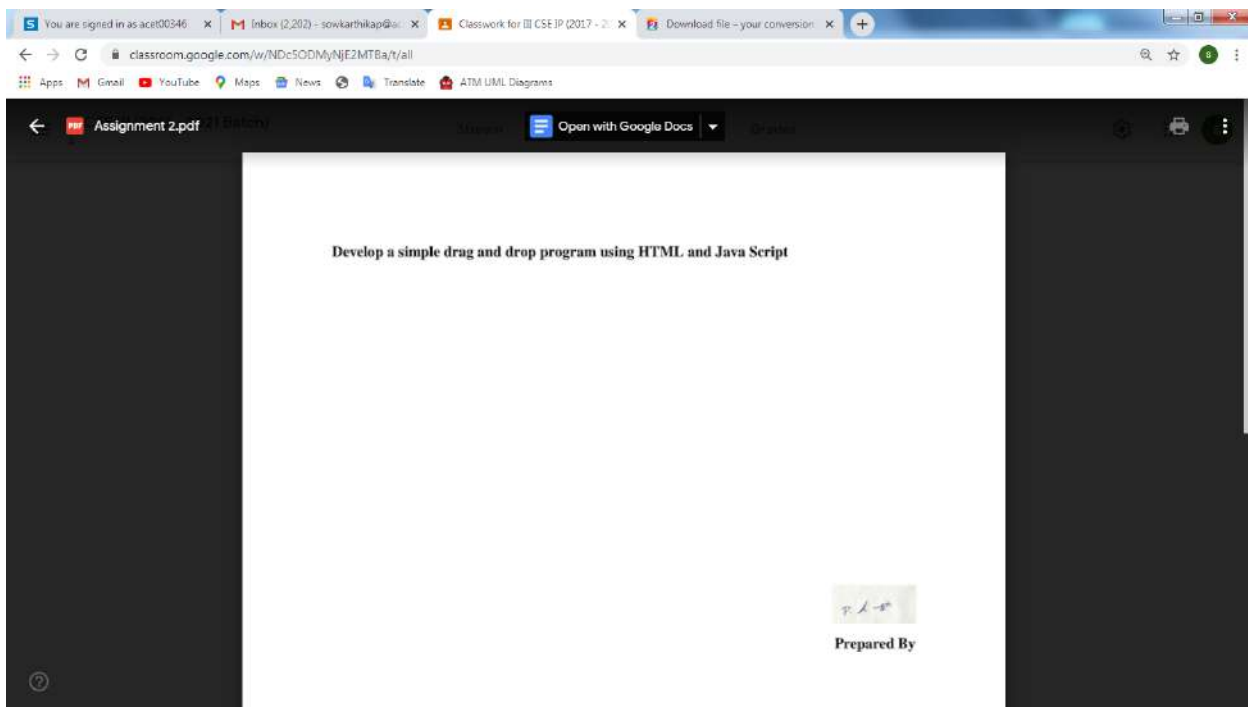 You are signed in as acet00346
Inbox (2,202) - sowkarthikap@ac
Classwork for III CSE IP (2017 - 2
Download file – your conversion
classroom.google.com/w/NDc5ODMyNjE2MTBa/t/all
Apps Gmail YouTube Maps News Translate ATM UML Diagrams
PDF Assignment 2.pdf Open with Google Docs
Develop a simple drag and drop program using HTML and Java Script
Prepared By